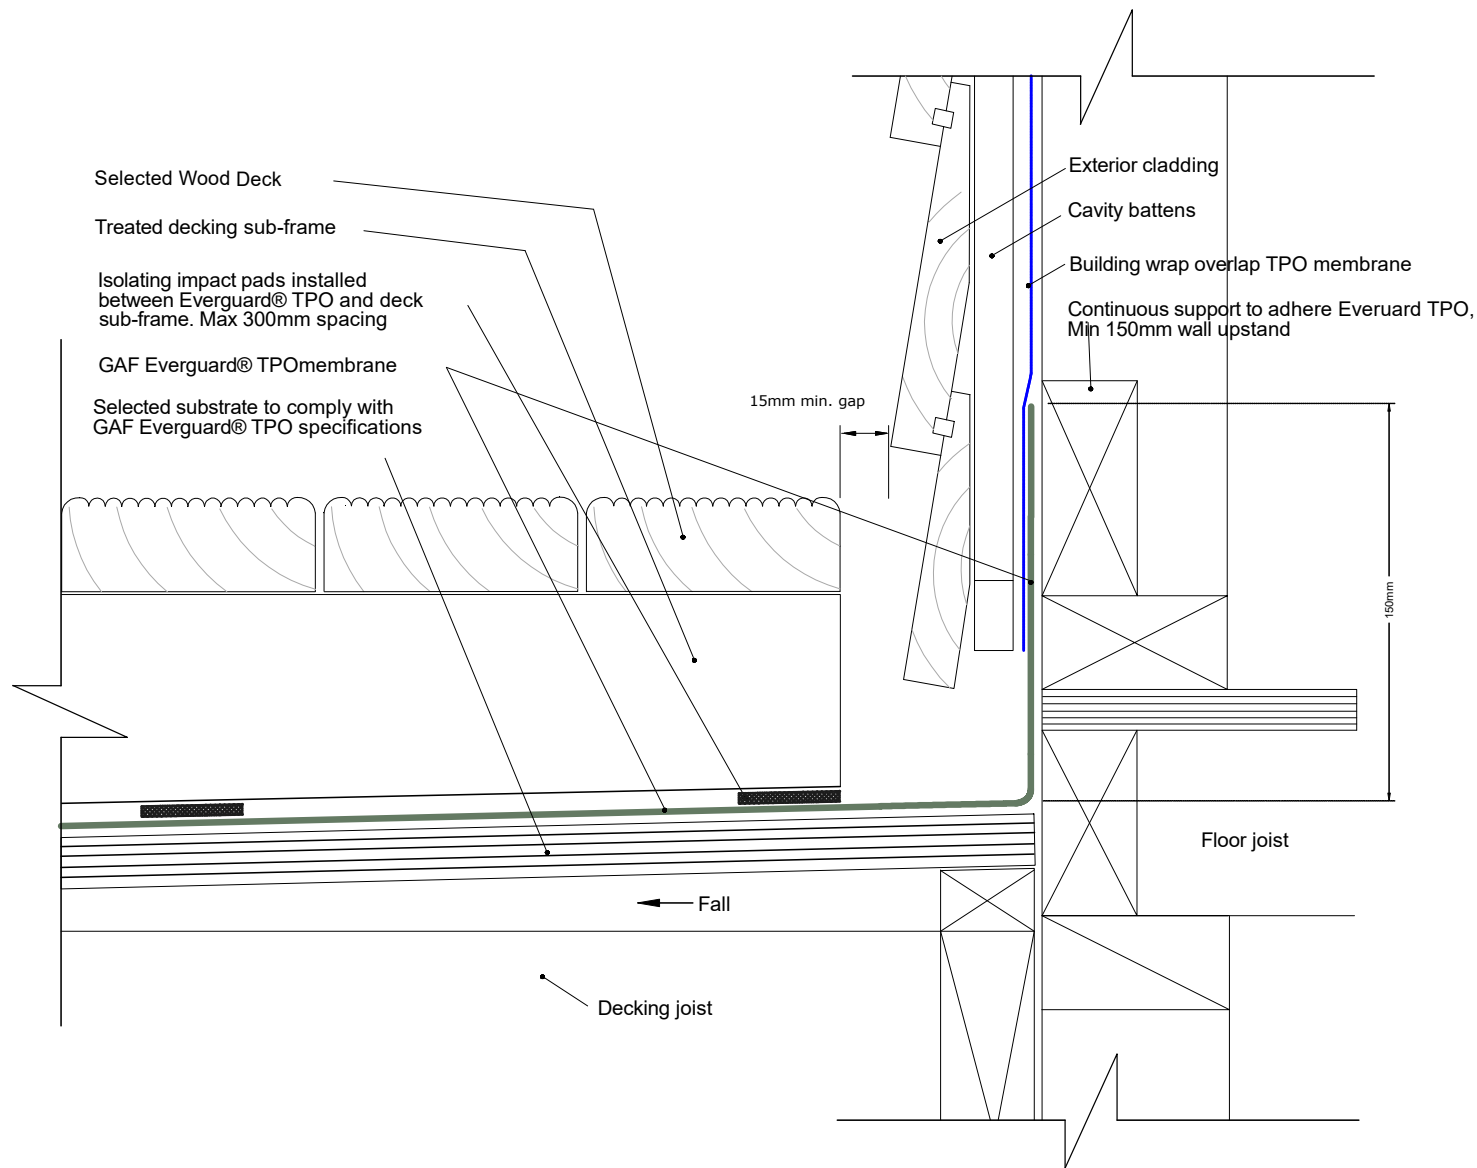 Selected Wood Deck
Treated decking sub-frame
Isolating impact pads installed
between Everguard® TPO and deck
sub-frame. Max 300mm spacing
GAF Everguard® TPOmembrane
Selected substrate to comply with
GAF Everguard® TPO specifications
15mm min. gap
Exterior cladding
Cavity battens
Building wrap overlap TPO membrane
Continuous support to adhere Everuard TPO,
Min 150mm wall upstand
150mm
Floor joist
Fall
Decking joist